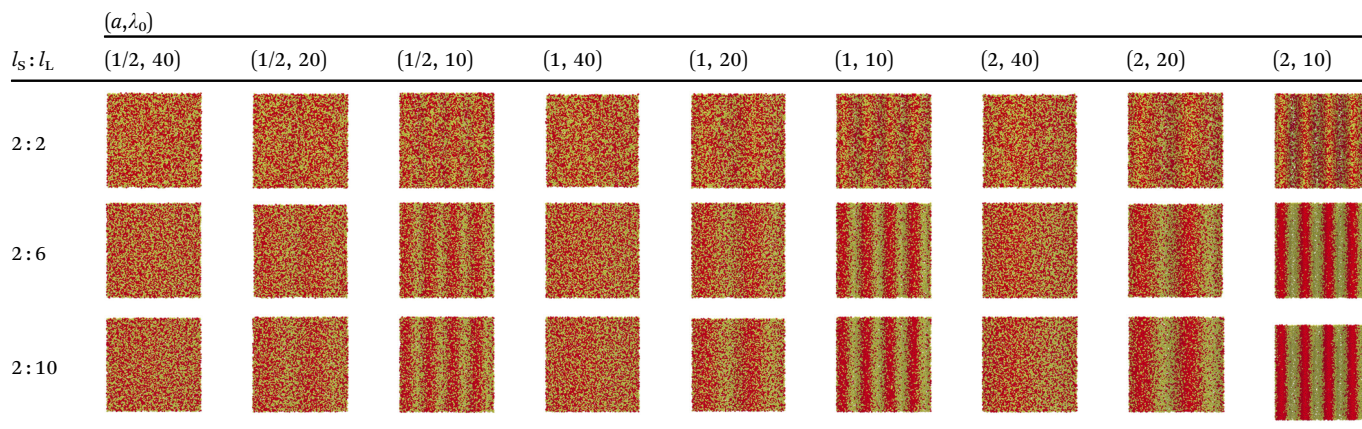 (a,λ₀)
lS:lL (1/2, 40) (1/2, 20) (1/2, 10) (1, 40) (1, 20) (1, 10) (2, 40) (2, 20) (2, 10)
2:2
2:6
2:10